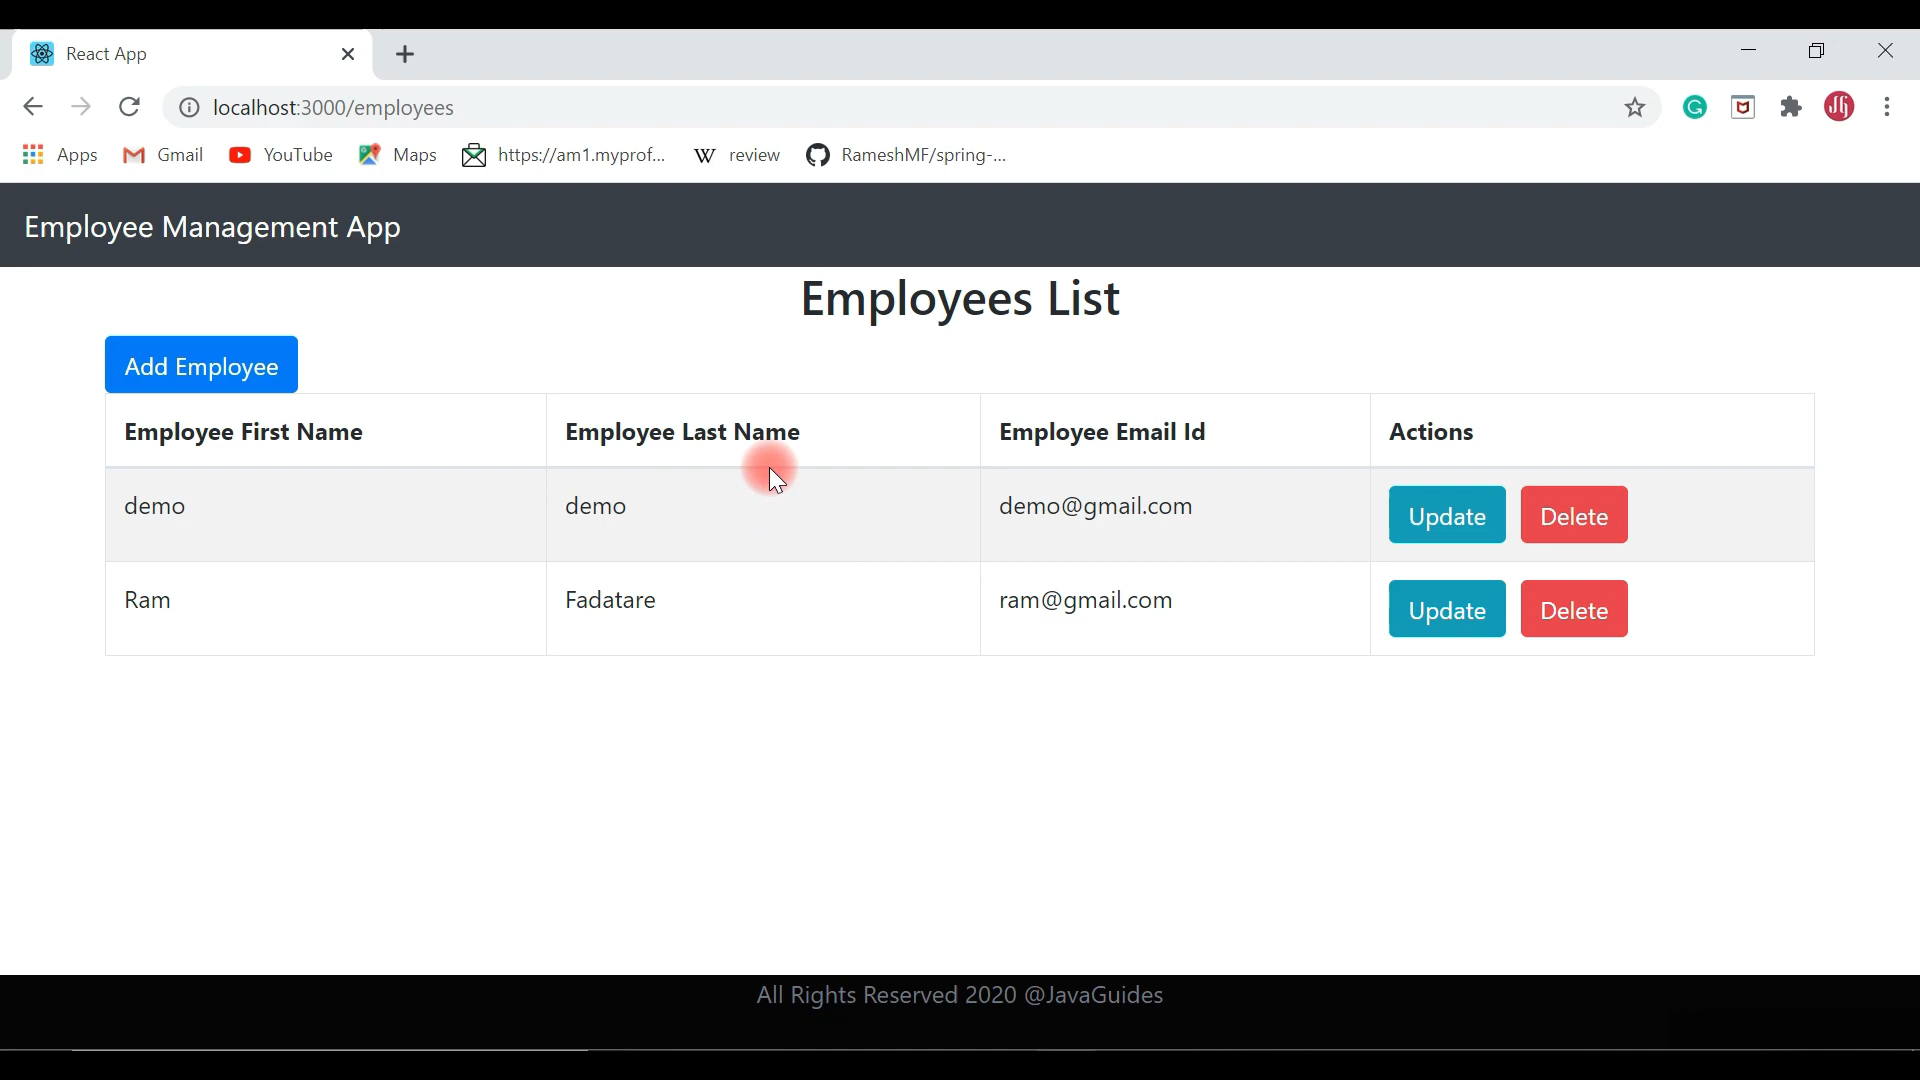 React App
localhost:3000/employees
Apps Gmail YouTube Maps https://am1.myprof... W review RameshMF/spring-...
Employee Management App
Employees List
Add Employee
Employee First Name Employee Last Name Employee Email Id Actions
demo demo demo@gmail.com Update Delete
Ram Fadatare ram@gmail.com Update Delete
All Rights Reserved 2020 @JavaGuides